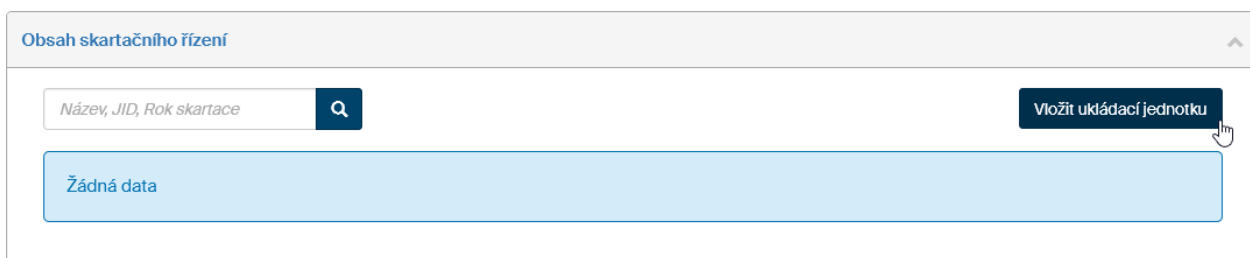 Obsah skartačního řízení
Název, JID, Rok skartace
Vložit ukládací jednotku
Žádná data